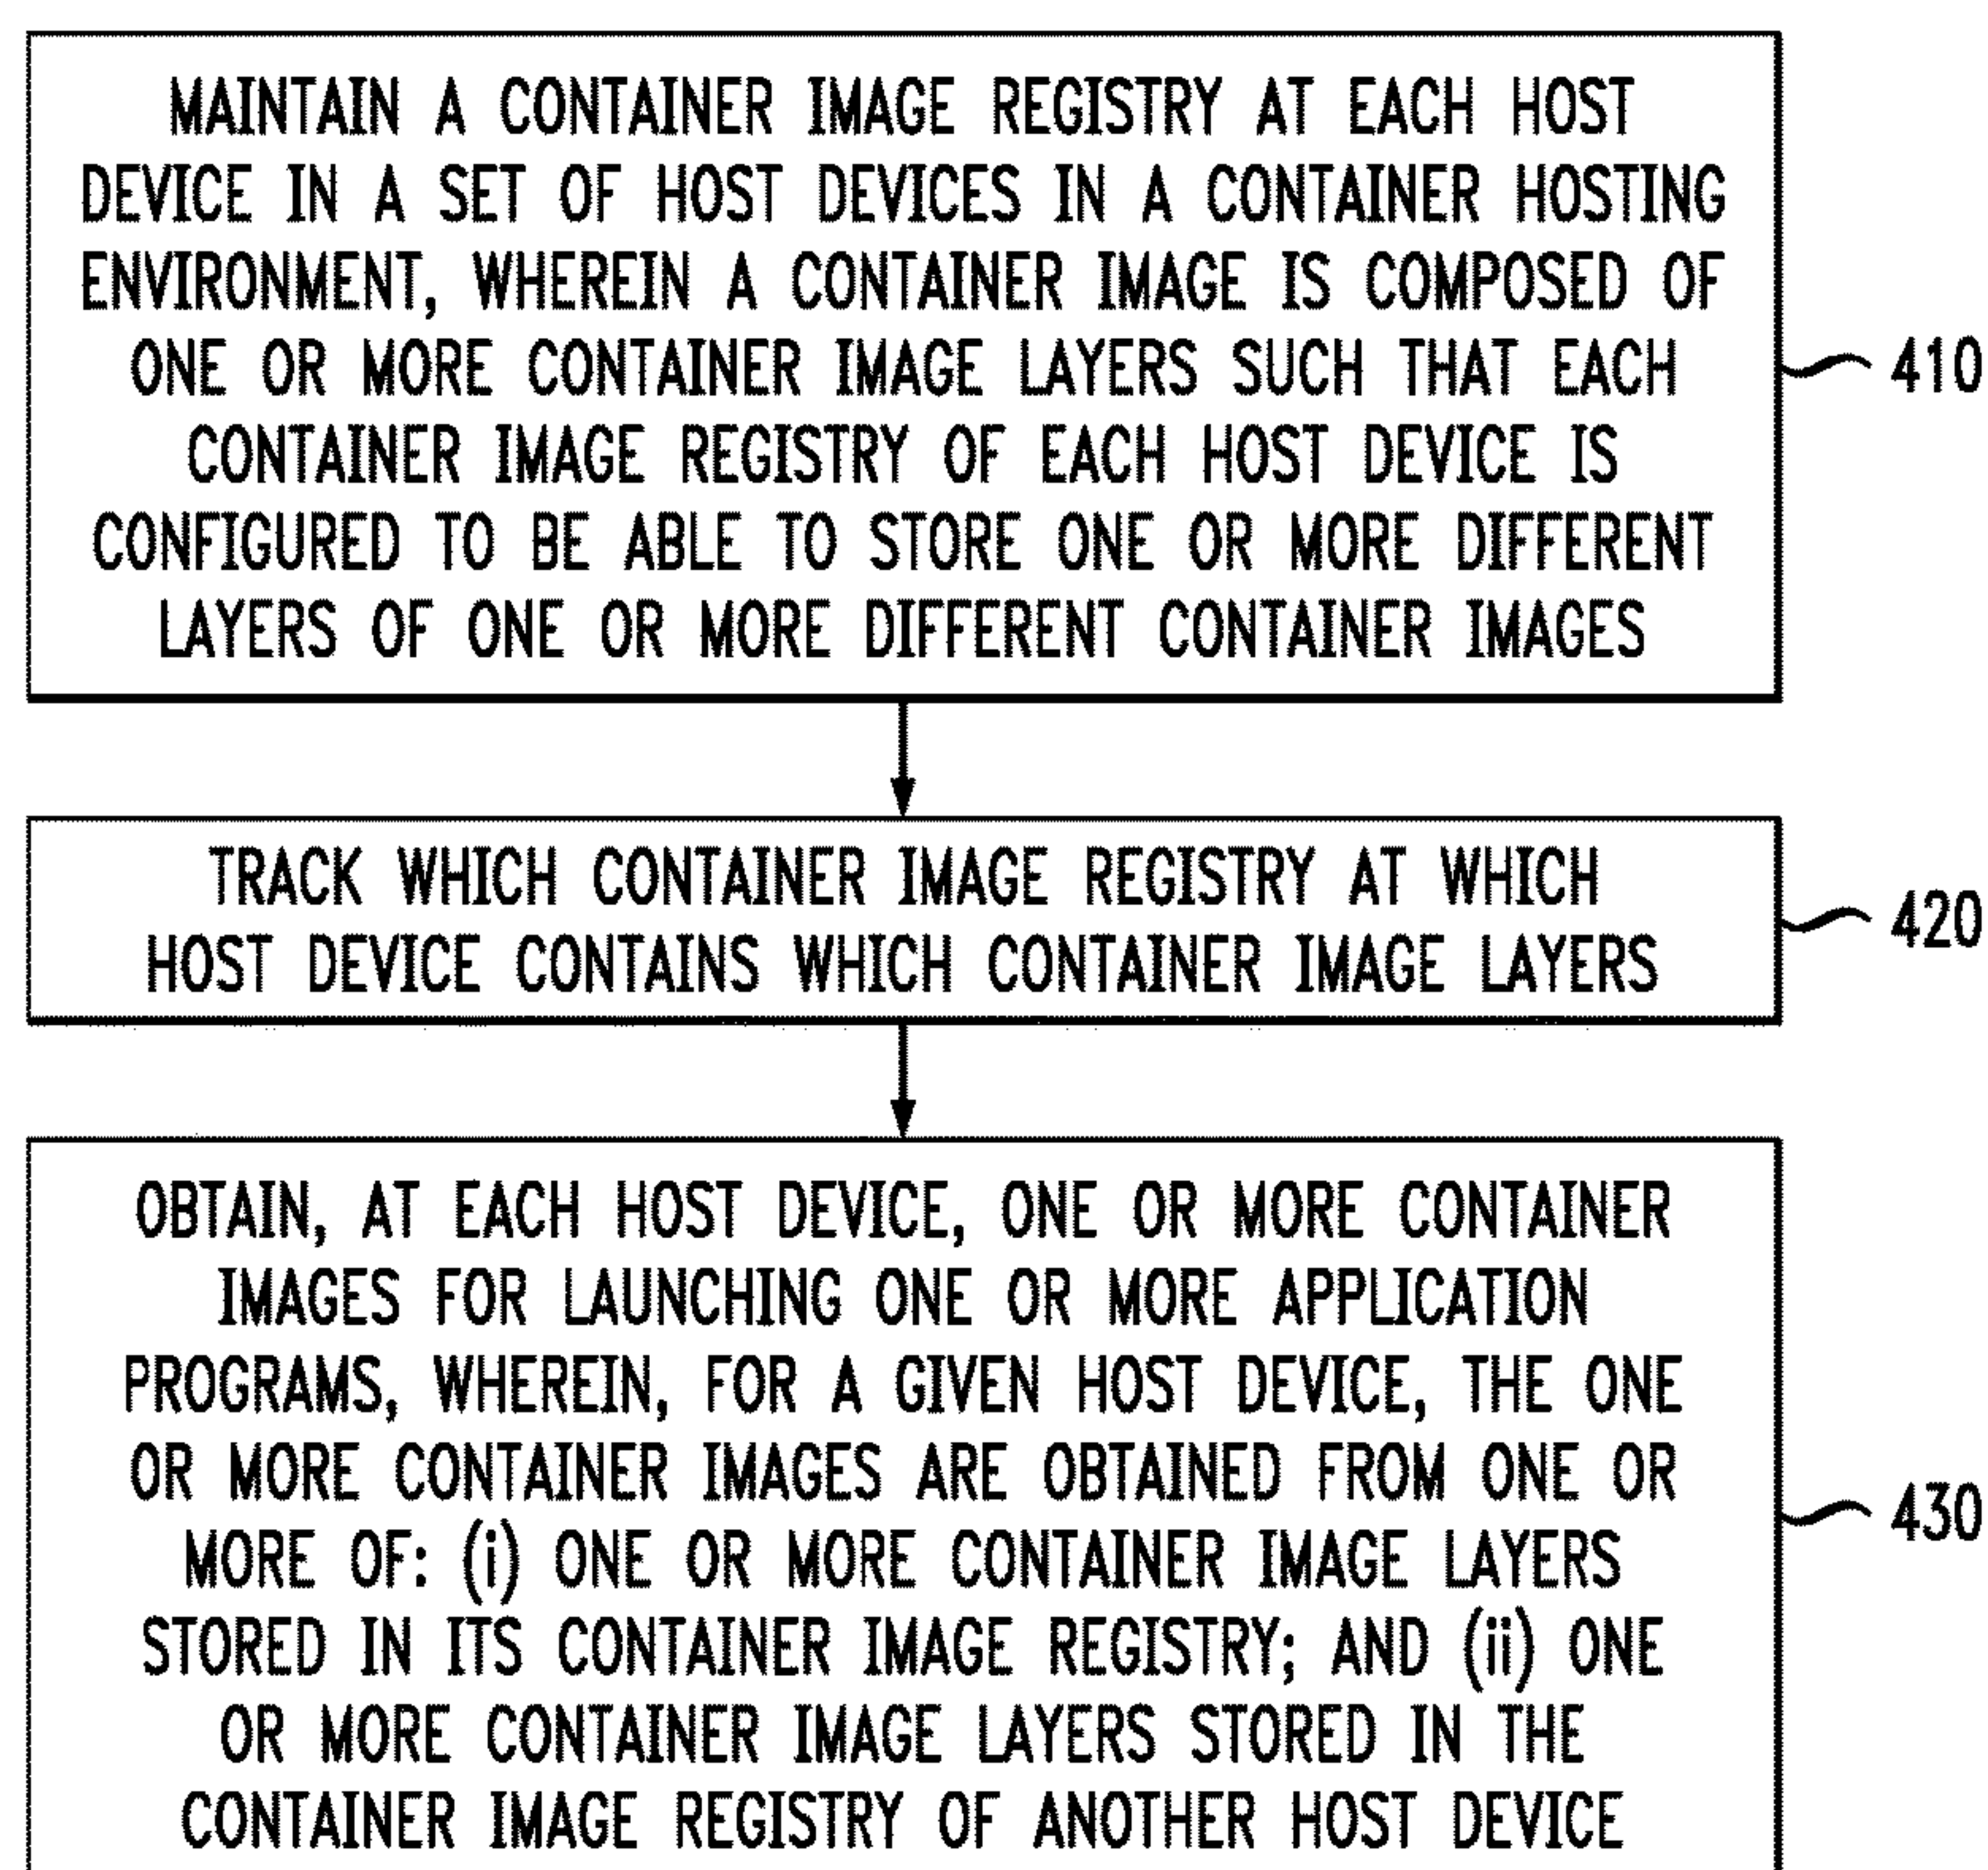 MAINTAIN A CONTAINER IMAGE REGISTRY AT EACH HOST
DEVICE IN A SET OF HOST DEVICES IN A CONTAINER HOSTING
ENVIRONMENT, WHEREIN A CONTAINER IMAGE IS COMPOSED OF
ONE OR MORE CONTAINER IMAGE LAYERS SUCH THAT EACH
CONTAINER IMAGE REGISTRY OF EACH HOST DEVICE IS
CONFIGURED TO BE ABLE TO STORE ONE OR MORE DIFFERENT
LAYERS OF ONE OR MORE DIFFERENT CONTAINER IMAGES
410
TRACK WHICH CONTAINER IMAGE REGISTRY AT WHICH
HOST DEVICE CONTAINS WHICH CONTAINER IMAGE LAYERS
420
OBTAIN, AT EACH HOST DEVICE, ONE OR MORE CONTAINER
IMAGES FOR LAUNCHING ONE OR MORE APPLICATION
PROGRAMS, WHEREIN, FOR A GIVEN HOST DEVICE, THE ONE
OR MORE CONTAINER IMAGES ARE OBTAINED FROM ONE OR
MORE OF: (i) ONE OR MORE CONTAINER IMAGE LAYERS
STORED IN ITS CONTAINER IMAGE REGISTRY; AND (ii) ONE
OR MORE CONTAINER IMAGE LAYERS STORED IN THE
CONTAINER IMAGE REGISTRY OF ANOTHER HOST DEVICE
430